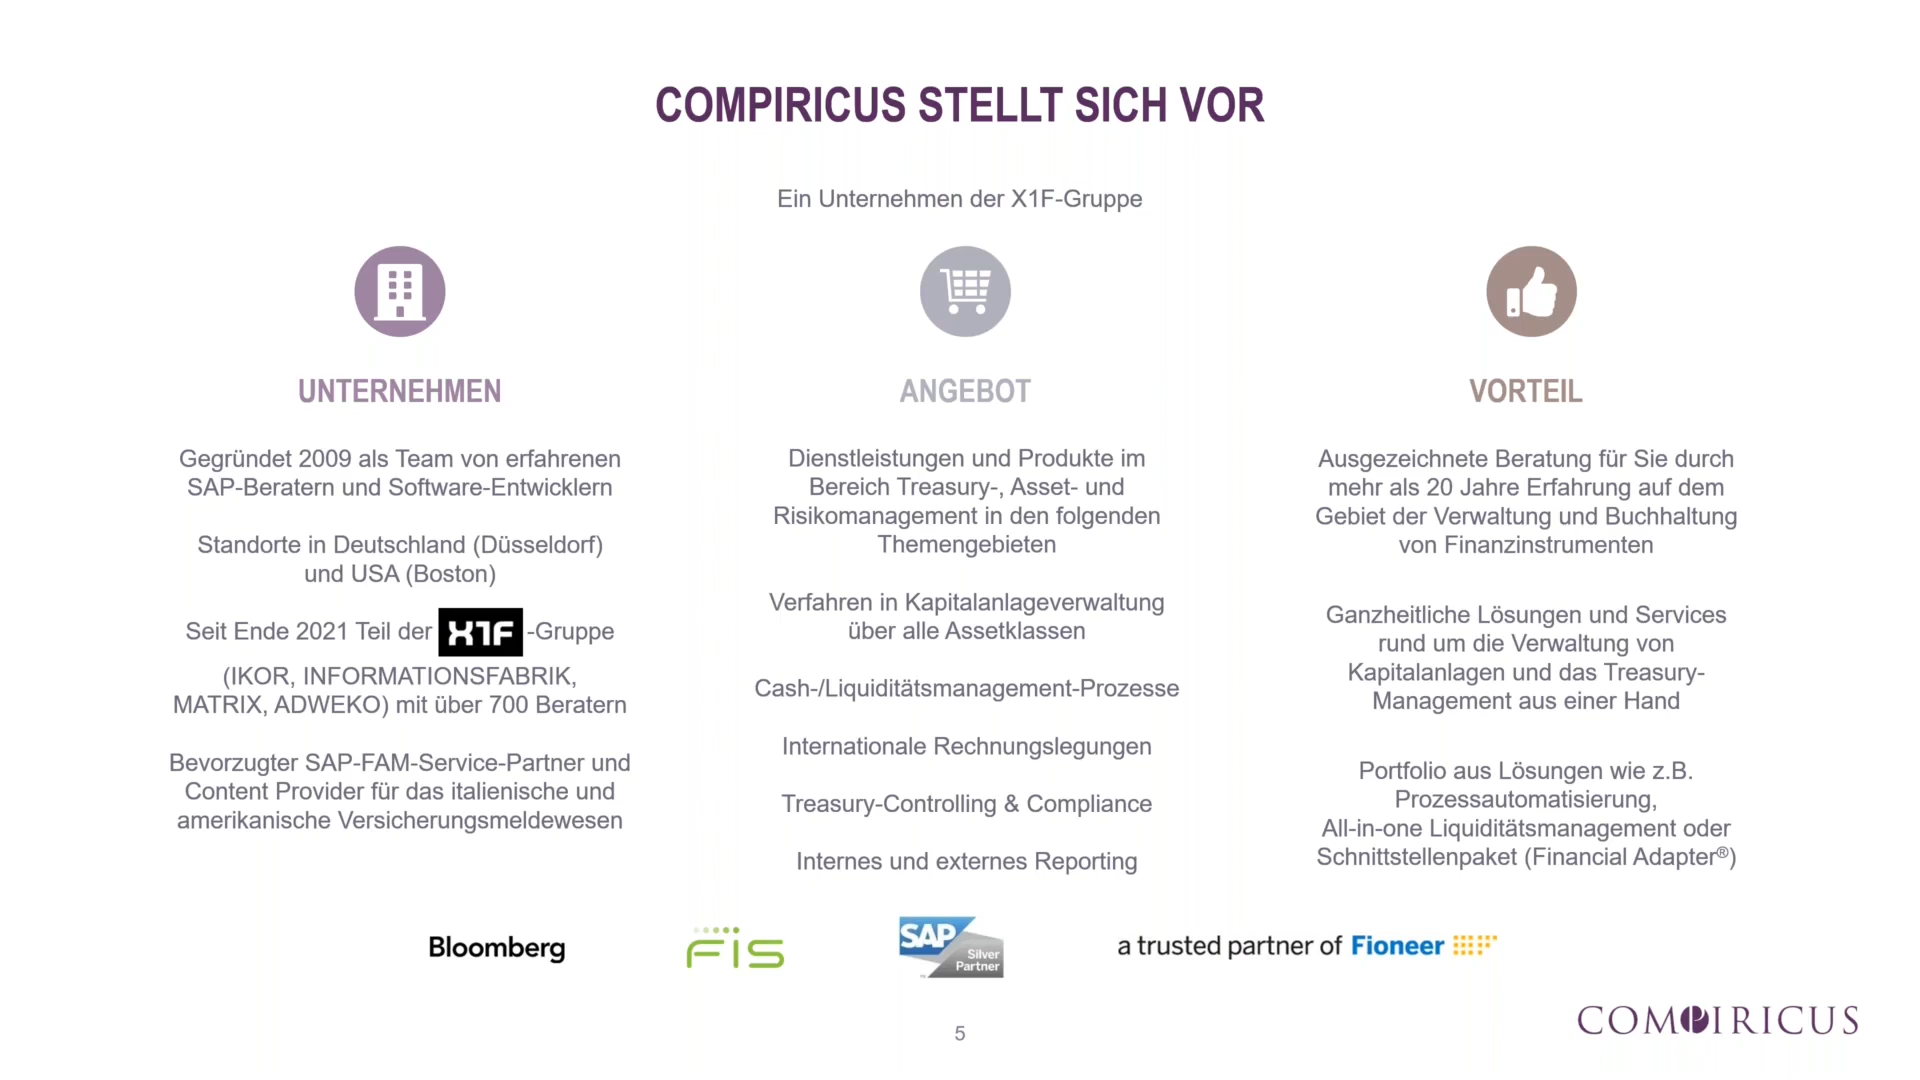 COMPIRICUS STELLT SICH VOR
Ein Unternehmen der X1F-Gruppe
UNTERNEHMEN
Gegründet 2009 als Team von erfahrenen
SAP-Beratern und Software-Entwicklern
Standorte in Deutschland (Düsseldorf)
und USA (Boston)
Seit Ende 2021 Teil der X1F -Gruppe
(IKOR, INFORMATIONSFABRIK,
MATRIX, ADWEKO) mit über 700 Beratern
Bevorzugter SAP-FAM-Service-Partner und
Content Provider für das italienische und
amerikanische Versicherungsmeldewesen
ANGEBOT
Dienstleistungen und Produkte im
Bereich Treasury-, Asset- und
Risikomanagement in den folgenden
Themengebieten
Verfahren in Kapitalanlageverwaltung
über alle Assetklassen
Cash-/Liquiditätsmanagement-Prozesse
Internationale Rechnungslegungen
Treasury-Controlling & Compliance
Internes und externes Reporting
VORTEIL
Ausgezeichnete Beratung für Sie durch
mehr als 20 Jahre Erfahrung auf dem
Gebiet der Verwaltung und Buchhaltung
von Finanzinstrumenten
Ganzheitliche Lösungen und Services
rund um die Verwaltung von
Kapitalanlagen und das Treasury-
Management aus einer Hand
Portfolio aus Lösungen wie z.B.
Prozessautomatisierung,
All-in-one Liquiditätsmanagement oder
Schnittstellenpaket (Financial Adapter®)
Bloomberg
FIS
SAP
Silver
Partner
a trusted partner of Fioneer
5
COMPIRICUS